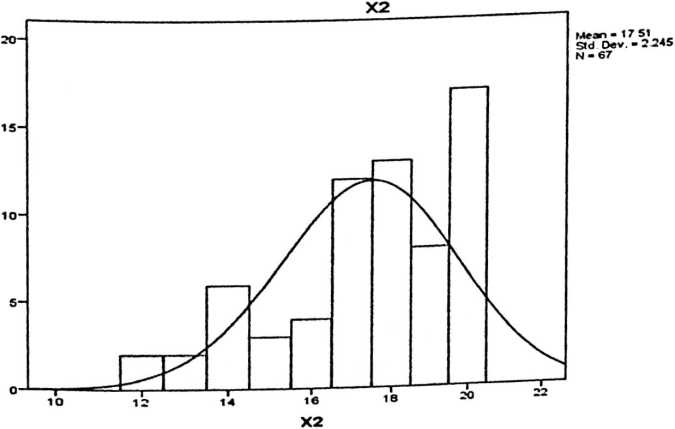 X2
Mean = 17.51
Std. Dev. = 2.245
N = 67
20
15
10
5
0
10 12 14 16 18 20 22
X2